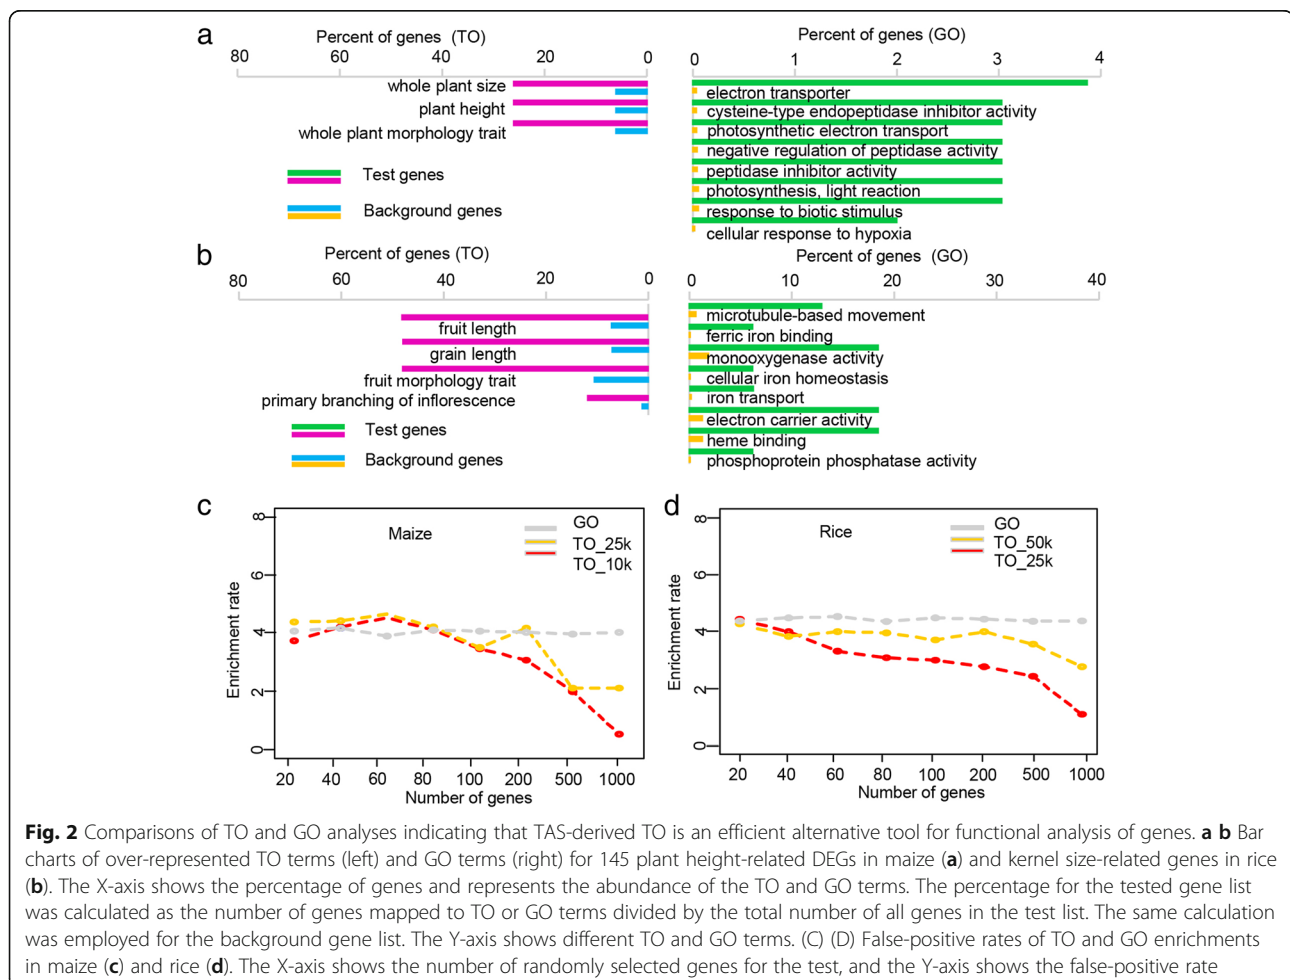 a
Percent of genes (TO)
80 60 40 20 0
whole plant size
plant height
whole plant morphology trait
Test genes
Background genes
Percent of genes (GO)
0 1 2 3 4
electron transporter
cysteine-type endopeptidase inhibitor activity
photosynthetic electron transport
negative regulation of peptidase activity
peptidase inhibitor activity
photosynthesis, light reaction
response to biotic stimulus
cellular response to hypoxia
b
Percent of genes (TO)
80 60 40 20 0
fruit length
grain length
fruit morphology trait
primary branching of inflorescence
Test genes
Background genes
Percent of genes (GO)
0 10 20 30 40
microtubule-based movement
ferric iron binding
monooxygenase activity
cellular iron homeostasis
iron transport
electron carrier activity
heme binding
phosphoprotein phosphatase activity
c
Maize
GO
TO_25k
TO_10k
Enrichment rate
8
6
4
2
0
20 40 60 80 100 200 500 1000
Number of genes
d
Rice
GO
TO_50k
TO_25k
Enrichment rate
8
6
4
2
0
20 40 60 80 100 200 500 1000
Number of genes
Fig. 2 Comparisons of TO and GO analyses indicating that TAS-derived TO is an efficient alternative tool for functional analysis of genes. a b Bar
charts of over-represented TO terms (left) and GO terms (right) for 145 plant height-related DEGs in maize (a) and kernel size-related genes in rice
(b). The X-axis shows the percentage of genes and represents the abundance of the TO and GO terms. The percentage for the tested gene list
was calculated as the number of genes mapped to TO or GO terms divided by the total number of all genes in the test list. The same calculation
was employed for the background gene list. The Y-axis shows different TO and GO terms. (C) (D) False-positive rates of TO and GO enrichments
in maize (c) and rice (d). The X-axis shows the number of randomly selected genes for the test, and the Y-axis shows the false-positive rate